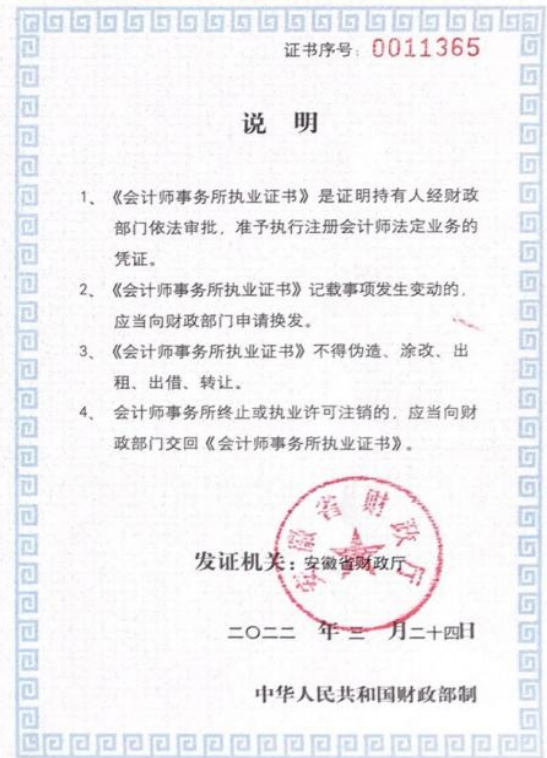 证书序号：0011365
说 明
1、《会计师事务所执业证书》是证明持有人经财政
部门依法审批，准予执行注册会计师法定业务的
凭证。
2、《会计师事务所执业证书》记载事项发生变动的，
应当向财政部门申请换发。
3、《会计师事务所执业证书》不得伪造、涂改、出
租、出借、转让。
4、 会计师事务所终止或执业许可注销的，应当向财
政部门交回《会计师事务所执业证书》。
安徽省财政厅
发证机关：安徽省财政厅
二〇二二 年 三 月二十四日
中华人民共和国财政部制